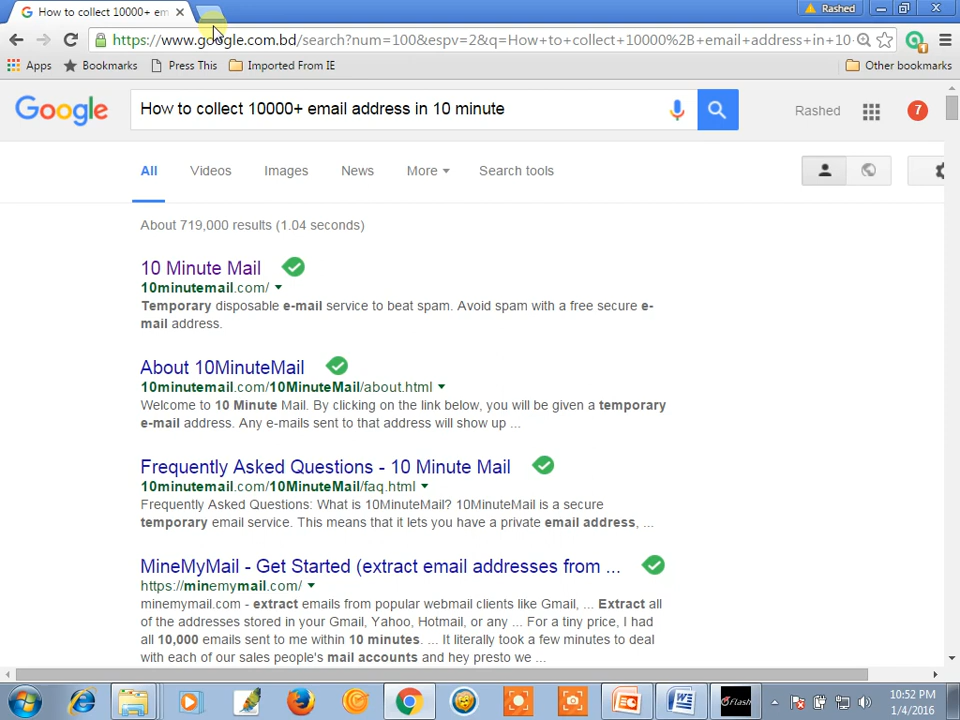 How to collect 10000+ em
Rashed
https://www.google.com.bd/search?num=100&espv=2&q=How+to+collect+10000%2B+email+address+in+10
Apps Bookmarks Press This Imported From IE Other bookmarks
Google How to collect 10000+ email address in 10 minute Rashed 7
All Videos Images News More Search tools
About 719,000 results (1.04 seconds)
10 Minute Mail
10minutemail.com/
Temporary disposable e-mail service to beat spam. Avoid spam with a free secure e-
mail address.
About 10MinuteMail
10minutemail.com/10MinuteMail/about.html
Welcome to 10 Minute Mail. By clicking on the link below, you will be given a temporary
e-mail address. Any e-mails sent to that address will show up ...
Frequently Asked Questions - 10 Minute Mail
10minutemail.com/10MinuteMail/faq.html
Frequently Asked Questions: What is 10MinuteMail? 10MinuteMail is a secure
temporary email service. This means that it lets you have a private email address, ...
MineMyMail - Get Started (extract email addresses from ...
https://minemymail.com/
minemymail.com - extract emails from popular webmail clients like Gmail, ... Extract all
of the addresses stored in your Gmail, Yahoo, Hotmail, or any ... For a tiny price, I had
all 10,000 emails sent to me within 10 minutes. ... It literally took a few minutes to deal
with each of our sales people's mail accounts and hey presto we ...
Flash
10:52 PM
1/4/2016